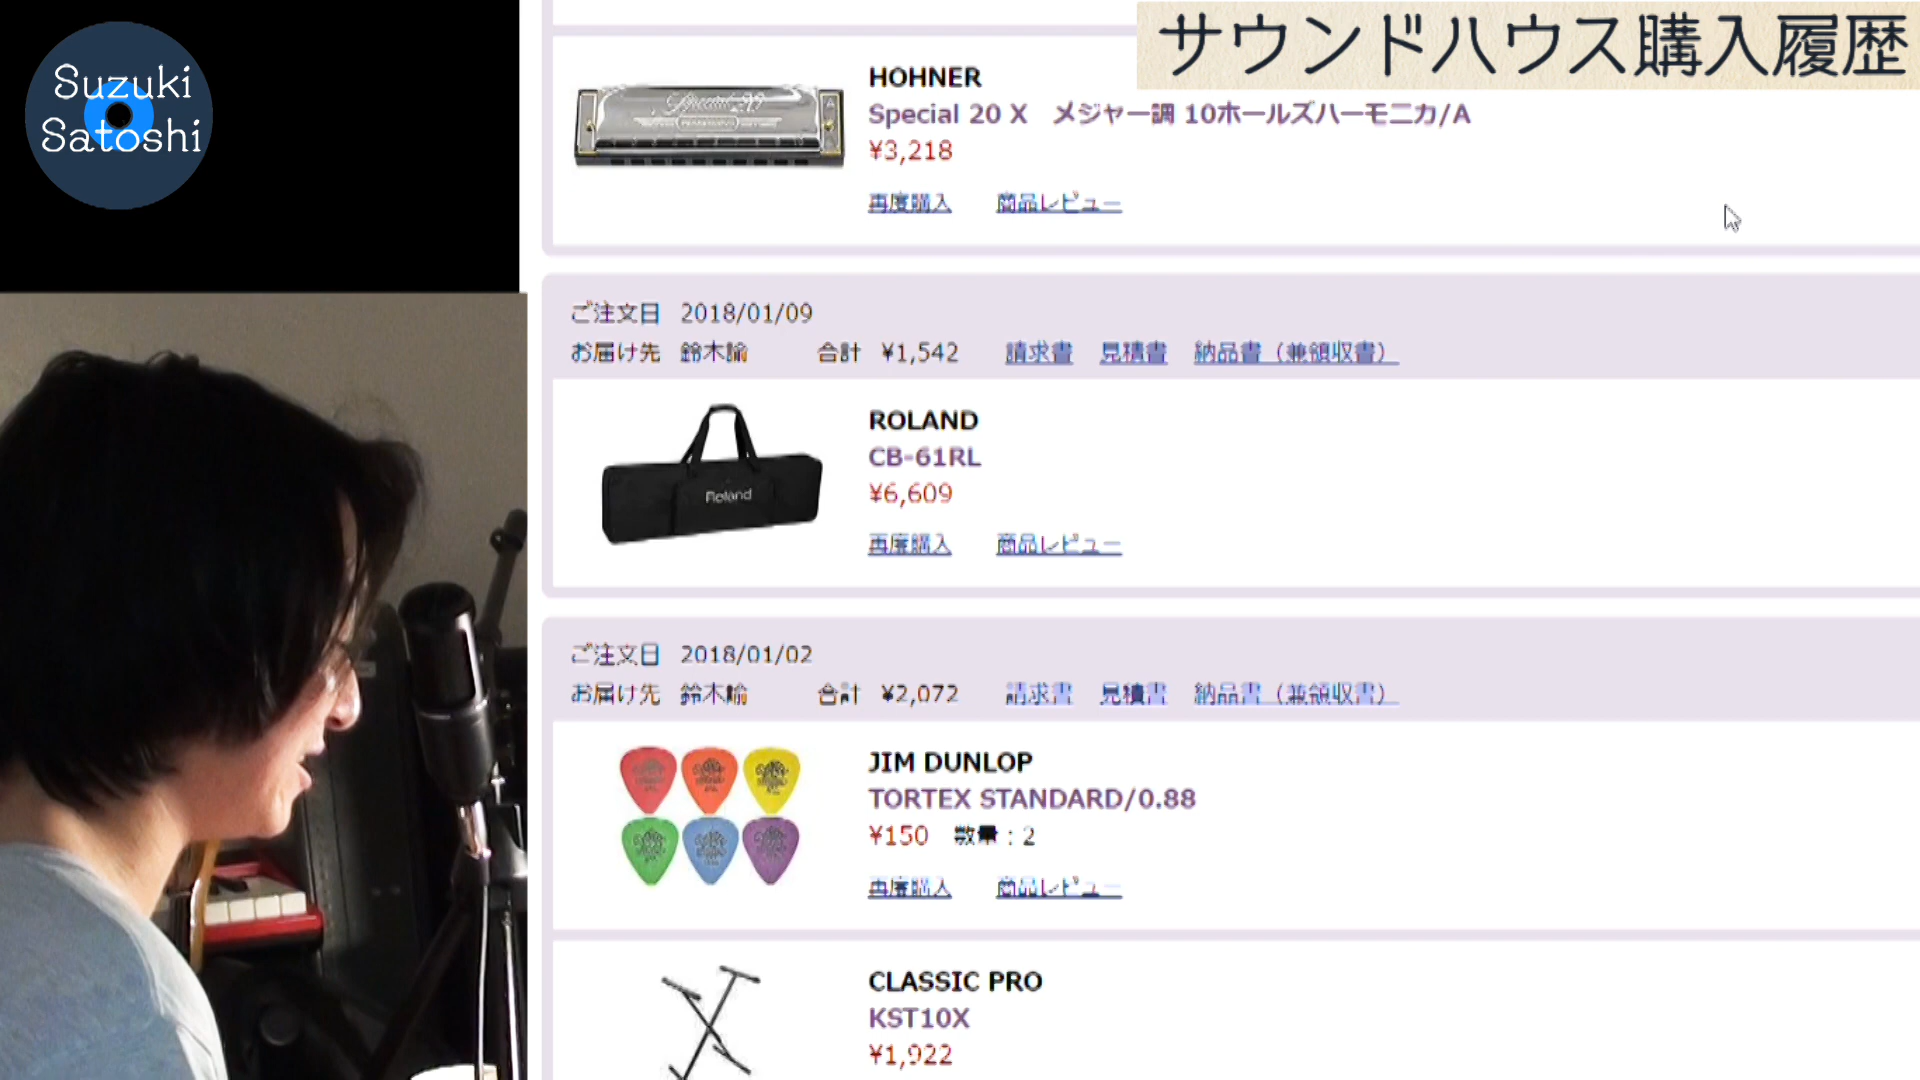 Suzuki
Satoshi
サウンドハウス購入履歴
HOHNER
Special 20 X メジャー調 10ホールズハーモニカ/A
¥3,218
再度購入 商品レビュー
ご注文日 2018/01/09
お届け先 鈴木諭 合計 ¥1,542 請求書 見積書 納品書（兼領収書）
Roland
ROLAND
CB-61RL
¥6,609
再度購入 商品レビュー
ご注文日 2018/01/02
お届け先 鈴木諭 合計 ¥2,072 請求書 見積書 納品書（兼領収書）
JIM DUNLOP
TORTEX STANDARD/0.88
¥150 数量 : 2
再度購入 商品レビュー
CLASSIC PRO
KST10X
¥1,922